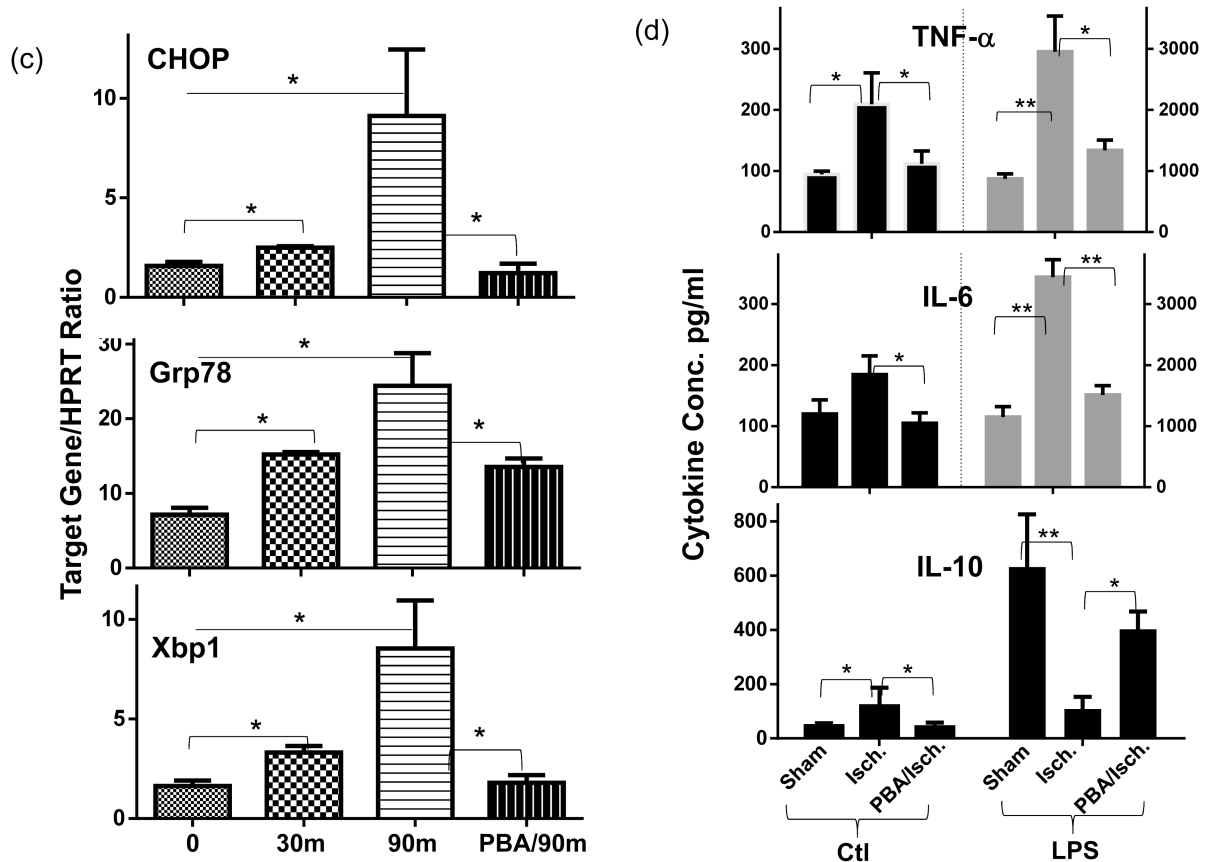 (c)
Target Gene/HPRT Ratio
CHOP
10
5
0
*
*
*
Grp78
30
20
10
0
*
*
*
Xbp1
10
5
0
*
*
*
0 30m 90m PBA/90m
(d)
Cytokine Conc. pg/ml
TNF-α
300
200
100
0
3000
2000
1000
0
* * ** *
IL-6
300
200
100
0
3000
2000
1000
0
* ** **
IL-10
800
600
400
200
0
* * ** *
Sham Isch. PBA/Isch. Sham Isch. PBA/Isch.
Ctl LPS